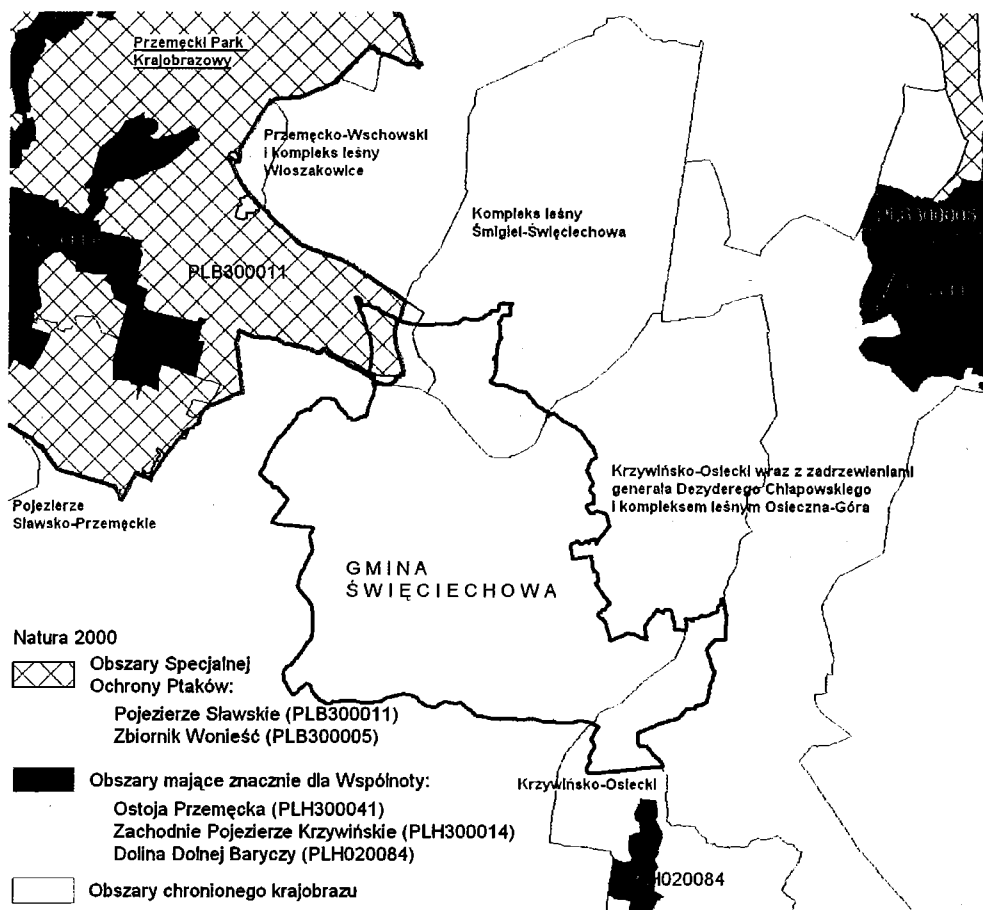 Przemęcki Park
Krajobrazowy
Przemęcko-Wschowski
i kompleks leśny
Włoszakowice
Kompleks leśny
Śmigiel-Święciechowa
PLB300005
PLB300011
Krzywińsko-Osiecki wraz z zadrzewieniami
generała Dezyderego Chłapowskiego
i kompleksem leśnym Osieczna-Góra
Pojezierze
Sławsko-Przemęckie
GMINA
ŚWIĘCIECHOWA
Natura 2000
Obszary Specjalnej
Ochrony Ptaków:
Pojezierze Sławskie (PLB300011)
Zbiornik Wonieść (PLB300005)
Krzywińsko-Osiecki
Obszary mające znacznie dla Wspólnoty:
Ostoja Przemęcka (PLH300041)
Zachodnie Pojezierze Krzywińskie (PLH300014)
Dolina Dolnej Baryczy (PLH020084)
PLH020084
Obszary chronionego krajobrazu